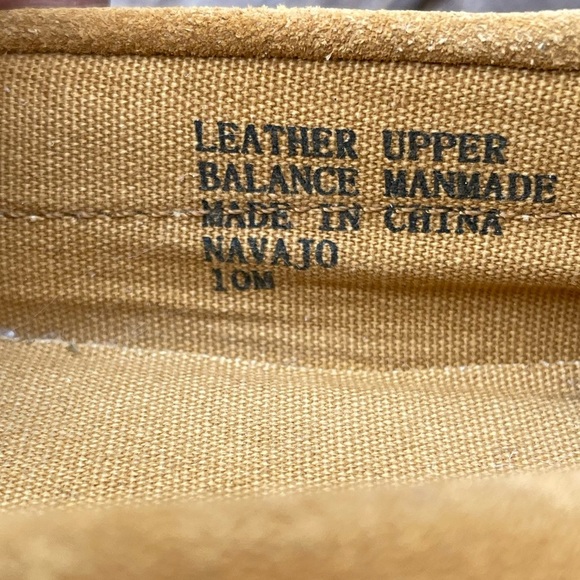 LEATHER UPPER
BALANCE MANMADE
MADE IN CHINA
NAVAJO
10M